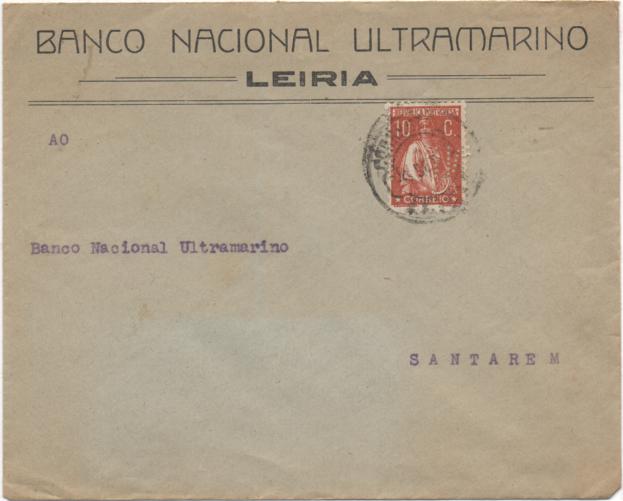 BANCO NACIONAL ULTRAMARINO
LEIRIA
REPUBLICA PORTUGUESA
10 C.
CORREIO
AO
Banco Nacional Ultramarino
SANTAREM